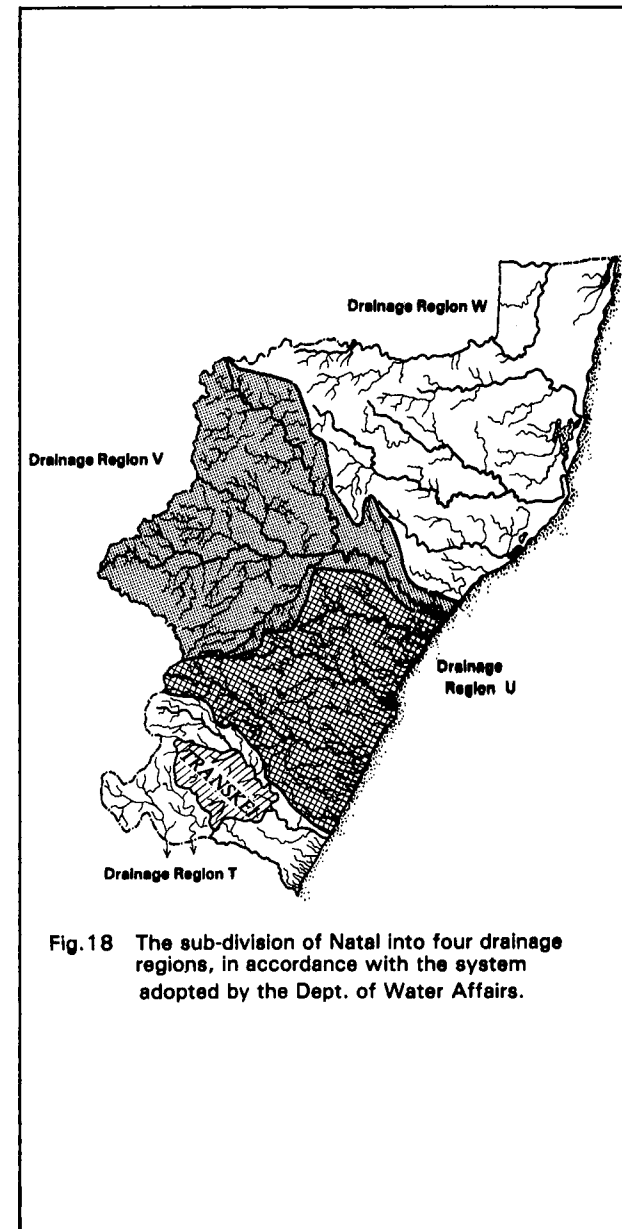 Drainage Region W
Drainage Region V
Drainage
Region U
TRANSKEI
Drainage Region T
Fig.18 The sub-division of Natal into four drainage
regions, in accordance with the system
adopted by the Dept. of Water Affairs.